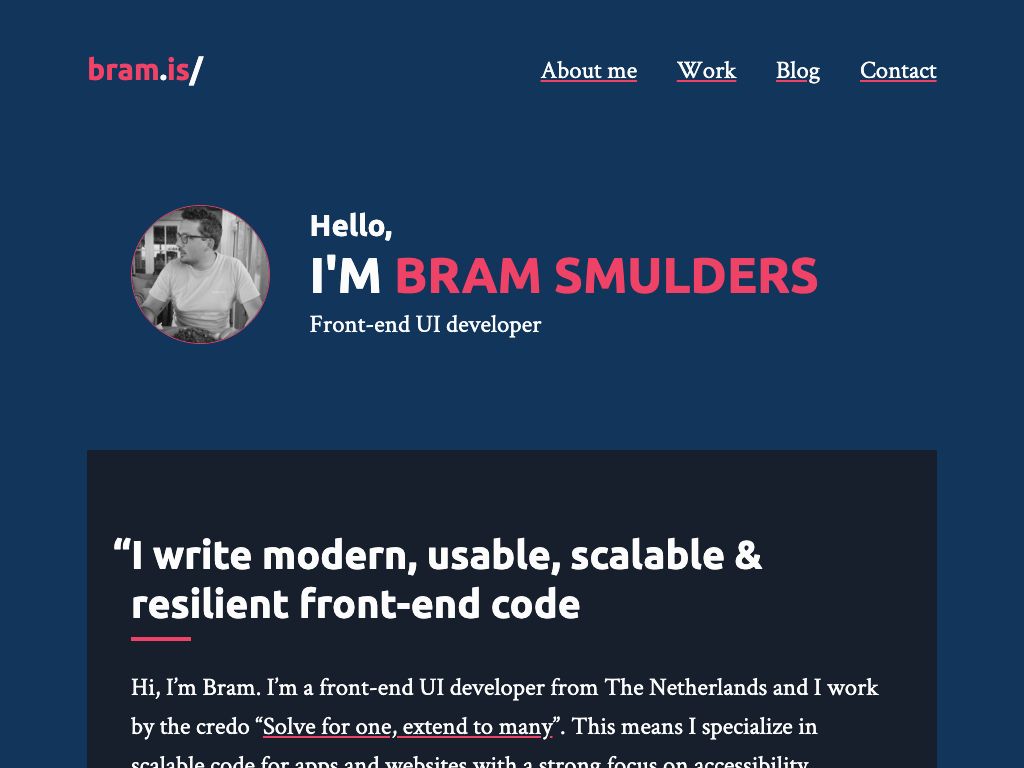 bram.is/
About me Work Blog Contact
Hello,
I'M BRAM SMULDERS
Front-end UI developer
“I write modern, usable, scalable &
resilient front-end code
Hi, I’m Bram. I’m a front-end UI developer from The Netherlands and I work
by the credo “Solve for one, extend to many”. This means I specialize in
scalable code for apps and websites with a strong focus on accessibility,